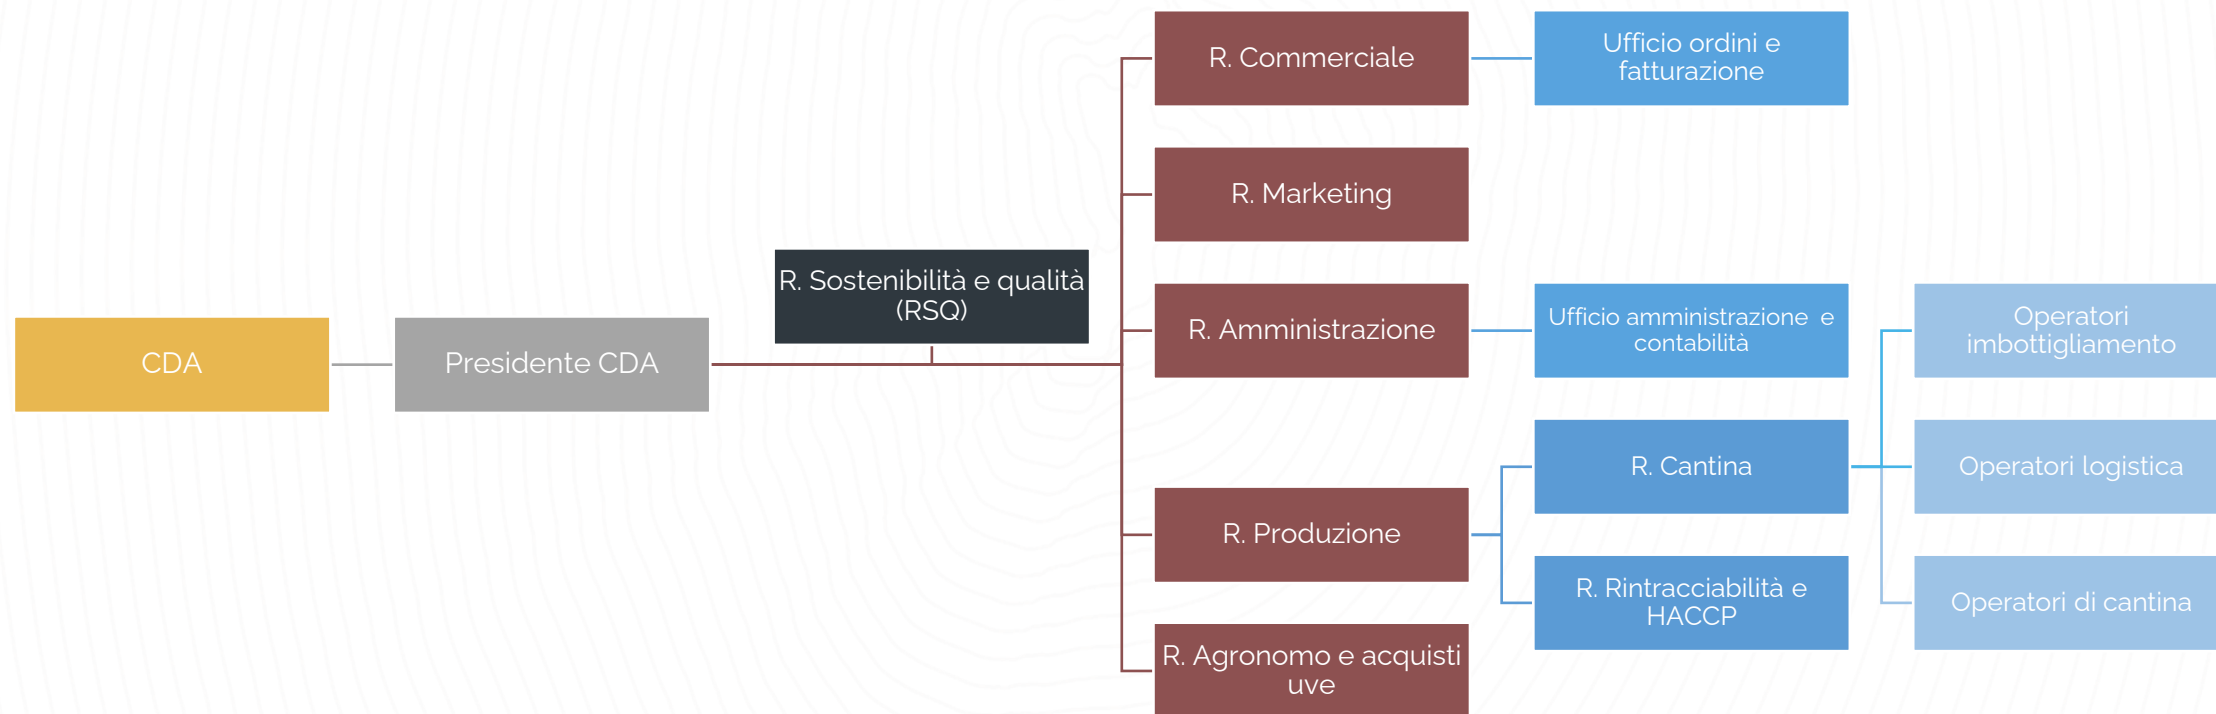 CDA
Presidente CDA
R. Sostenibilità e qualità
(RSQ)
R. Commerciale
Ufficio ordini e
fatturazione
R. Marketing
R. Amministrazione
Ufficio amministrazione e
contabilità
R. Produzione
R. Cantina
Operatori
imbottigliamento
Operatori logistica
Operatori di cantina
R. Rintracciabilità e
HACCP
R. Agronomo e acquisti
uve